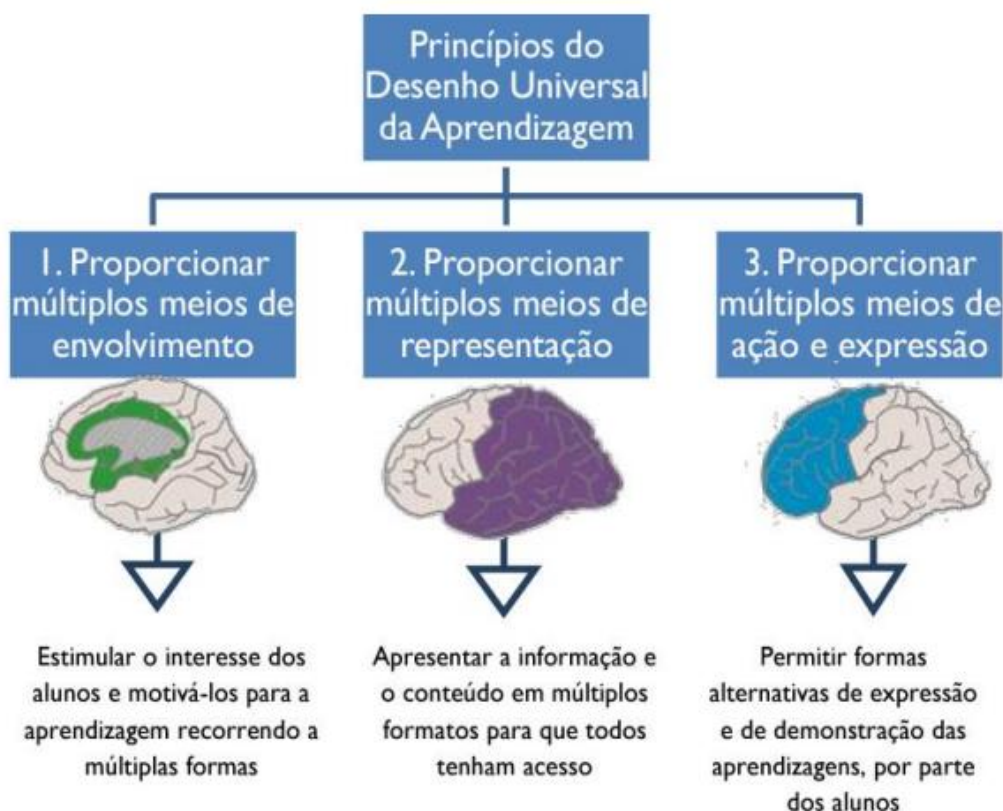 Princípios do
Desenho Universal
da Aprendizagem
1. Proporcionar
múltiplos meios de
envolvimento
2. Proporcionar
múltiplos meios de
representação
3. Proporcionar
múltiplos meios de
ação e expressão
Estimular o interesse dos
alunos e motivá-los para a
aprendizagem recorrendo a
múltiplas formas
Apresentar a informação e
o conteúdo em múltiplos
formatos para que todos
tenham acesso
Permitir formas
alternativas de expressão
e de demonstração das
aprendizagens, por parte
dos alunos